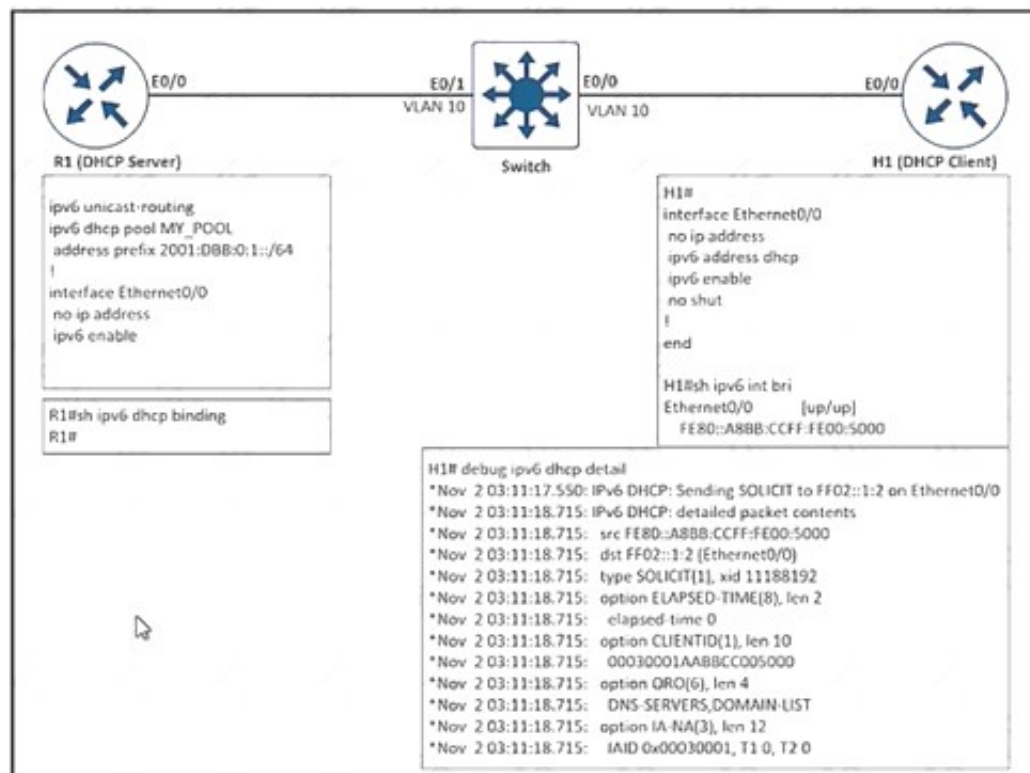 E0/0
E0/1
E0/0
E0/0
VLAN 10
VLAN 10
R1 (DHCP Server)
Switch
H1 (DHCP Client)
ipv6 unicast-routing
ipv6 dhcp pool MY_POOL
address prefix 2001:DB8:0:1::/64
!
interface Ethernet0/0
no ip address
ipv6 enable
R1#sh ipv6 dhcp binding
R1#
H1#
interface Ethernet0/0
no ip address
ipv6 address dhcp
ipv6 enable
no shut
!
end
H1#sh ipv6 int bri
Ethernet0/0 [up/up]
FE80::A8BB:CCFF:FE00:5000
H1# debug ipv6 dhcp detail
*Nov 2 03:11:17.550: IPv6 DHCP: Sending SOLICIT to FF02::1:2 on Ethernet0/0
*Nov 2 03:11:18.715: IPv6 DHCP: detailed packet contents
*Nov 2 03:11:18.715: src FE80::A8BB:CCFF:FE00:5000
*Nov 2 03:11:18.715: dst FF02::1:2 (Ethernet0/0)
*Nov 2 03:11:18.715: type SOLICIT(1), xid 11188192
*Nov 2 03:11:18.715: option ELAPSED-TIME(8), len 2
*Nov 2 03:11:18.715: elapsed-time 0
*Nov 2 03:11:18.715: option CLIENTID(1), len 10
*Nov 2 03:11:18.715: 00030001AABBCC005000
*Nov 2 03:11:18.715: option ORO(6), len 4
*Nov 2 03:11:18.715: DNS-SERVERS,DOMAIN-LIST
*Nov 2 03:11:18.715: option IA-NA(3), len 12
*Nov 2 03:11:18.715: IAID 0x00030001, T1 0, T2 0